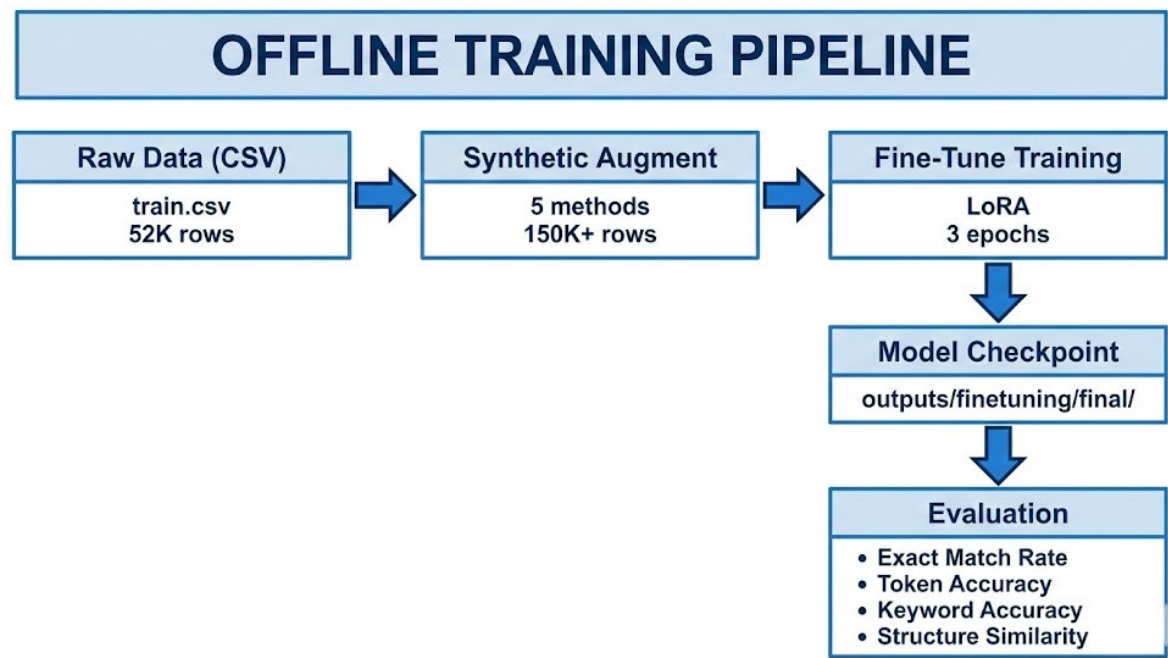 OFFLINE TRAINING PIPELINE
Raw Data (CSV)
train.csv
52K rows
Synthetic Augment
5 methods
150K+ rows
Fine-Tune Training
LoRA
3 epochs
Model Checkpoint
outputs/finetuning/final/
Evaluation
• Exact Match Rate
• Token Accuracy
• Keyword Accuracy
• Structure Similarity